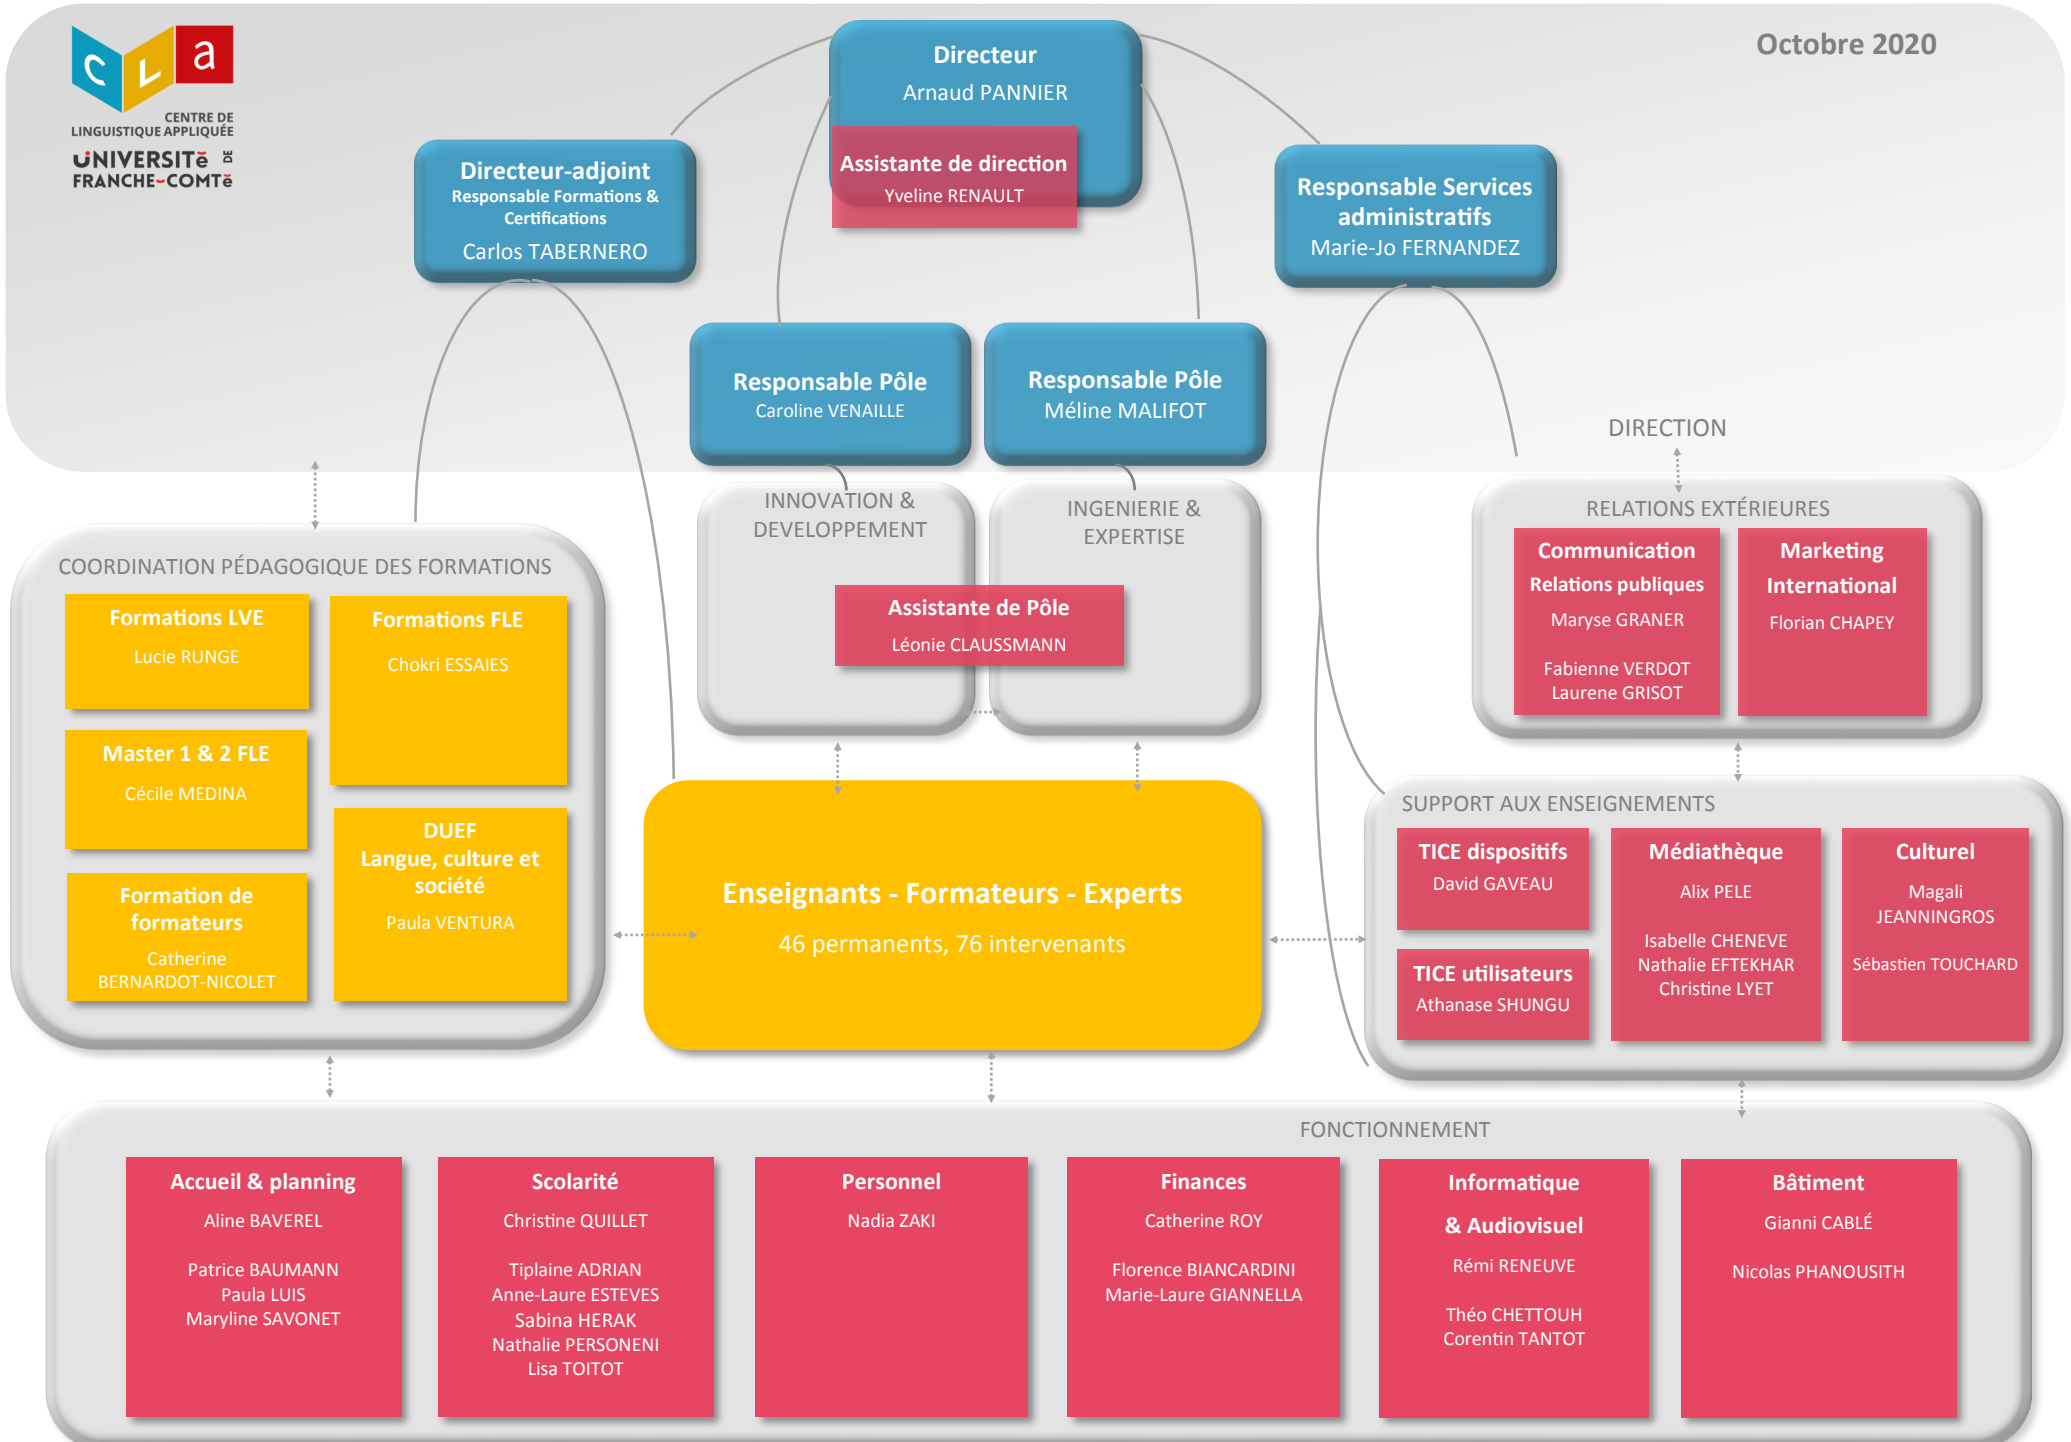 Octobre 2020
CLa
CENTRE DE
LINGUISTIQUE APPLIQUÉE
UNIVERSITĕ DE
FRANCHE-COMTĕ
Directeur
Arnaud PANNIER
Assistante de direction
Yveline RENAULT
Directeur-adjoint
Responsable Formations &
Certifications
Carlos TABERNERO
Responsable Services
administratifs
Marie-Jo FERNANDEZ
Responsable Pôle
Caroline VENAILLE
Responsable Pôle
Méline MALIFOT
DIRECTION
INNOVATION &
DEVELOPPEMENT
INGENIERIE &
EXPERTISE
Assistante de Pôle
Léonie CLAUSSMANN
RELATIONS EXTÉRIEURES
Communication
Relations publiques
Maryse GRANER
Fabienne VERDOT
Laurene GRISOT
Marketing
International
Florian CHAPEY
COORDINATION PÉDAGOGIQUE DES FORMATIONS
Formations LVE
Lucie RUNGE
Formations FLE
Chokri ESSAIES
Master 1 & 2 FLE
Cécile MEDINA
DUEF
Langue, culture et
société
Paula VENTURA
Formation de
formateurs
Catherine
BERNARDOT-NICOLET
Enseignants - Formateurs - Experts
46 permanents, 76 intervenants
SUPPORT AUX ENSEIGNEMENTS
TICE dispositifs
David GAVEAU
TICE utilisateurs
Athanase SHUNGU
Médiathèque
Alix PELE
Isabelle CHENEVE
Nathalie EFTEKHAR
Christine LYET
Culturel
Magali
JEANNINGROS
Sébastien TOUCHARD
FONCTIONNEMENT
Accueil & planning
Aline BAVEREL
Patrice BAUMANN
Paula LUIS
Maryline SAVONET
Scolarité
Christine QUILLET
Tiplaine ADRIAN
Anne-Laure ESTEVES
Sabina HERAK
Nathalie PERSONENI
Lisa TOITOT
Personnel
Nadia ZAKI
Finances
Catherine ROY
Florence BIANCARDINI
Marie-Laure GIANNELLA
Informatique
& Audiovisuel
Rémi RENEUVE
Théo CHETTOUH
Corentin TANTOT
Bâtiment
Gianni CABLÉ
Nicolas PHANOUSITH